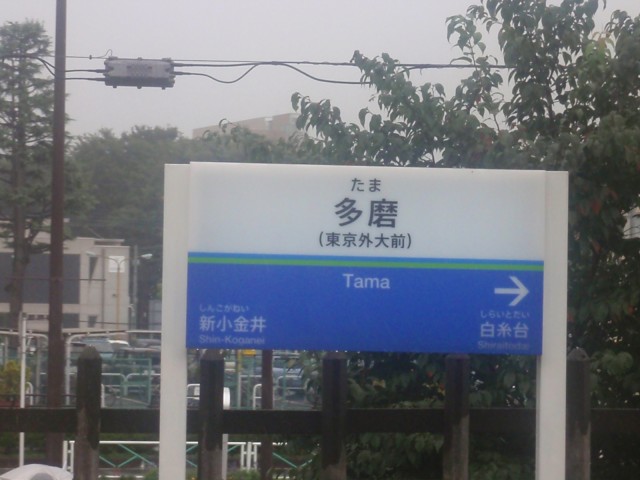 たま
多磨
(東京外大前)
Tama
しんこがねい
新小金井
Shin-Koganei
しらいとだい
白糸台
Shiraitodai